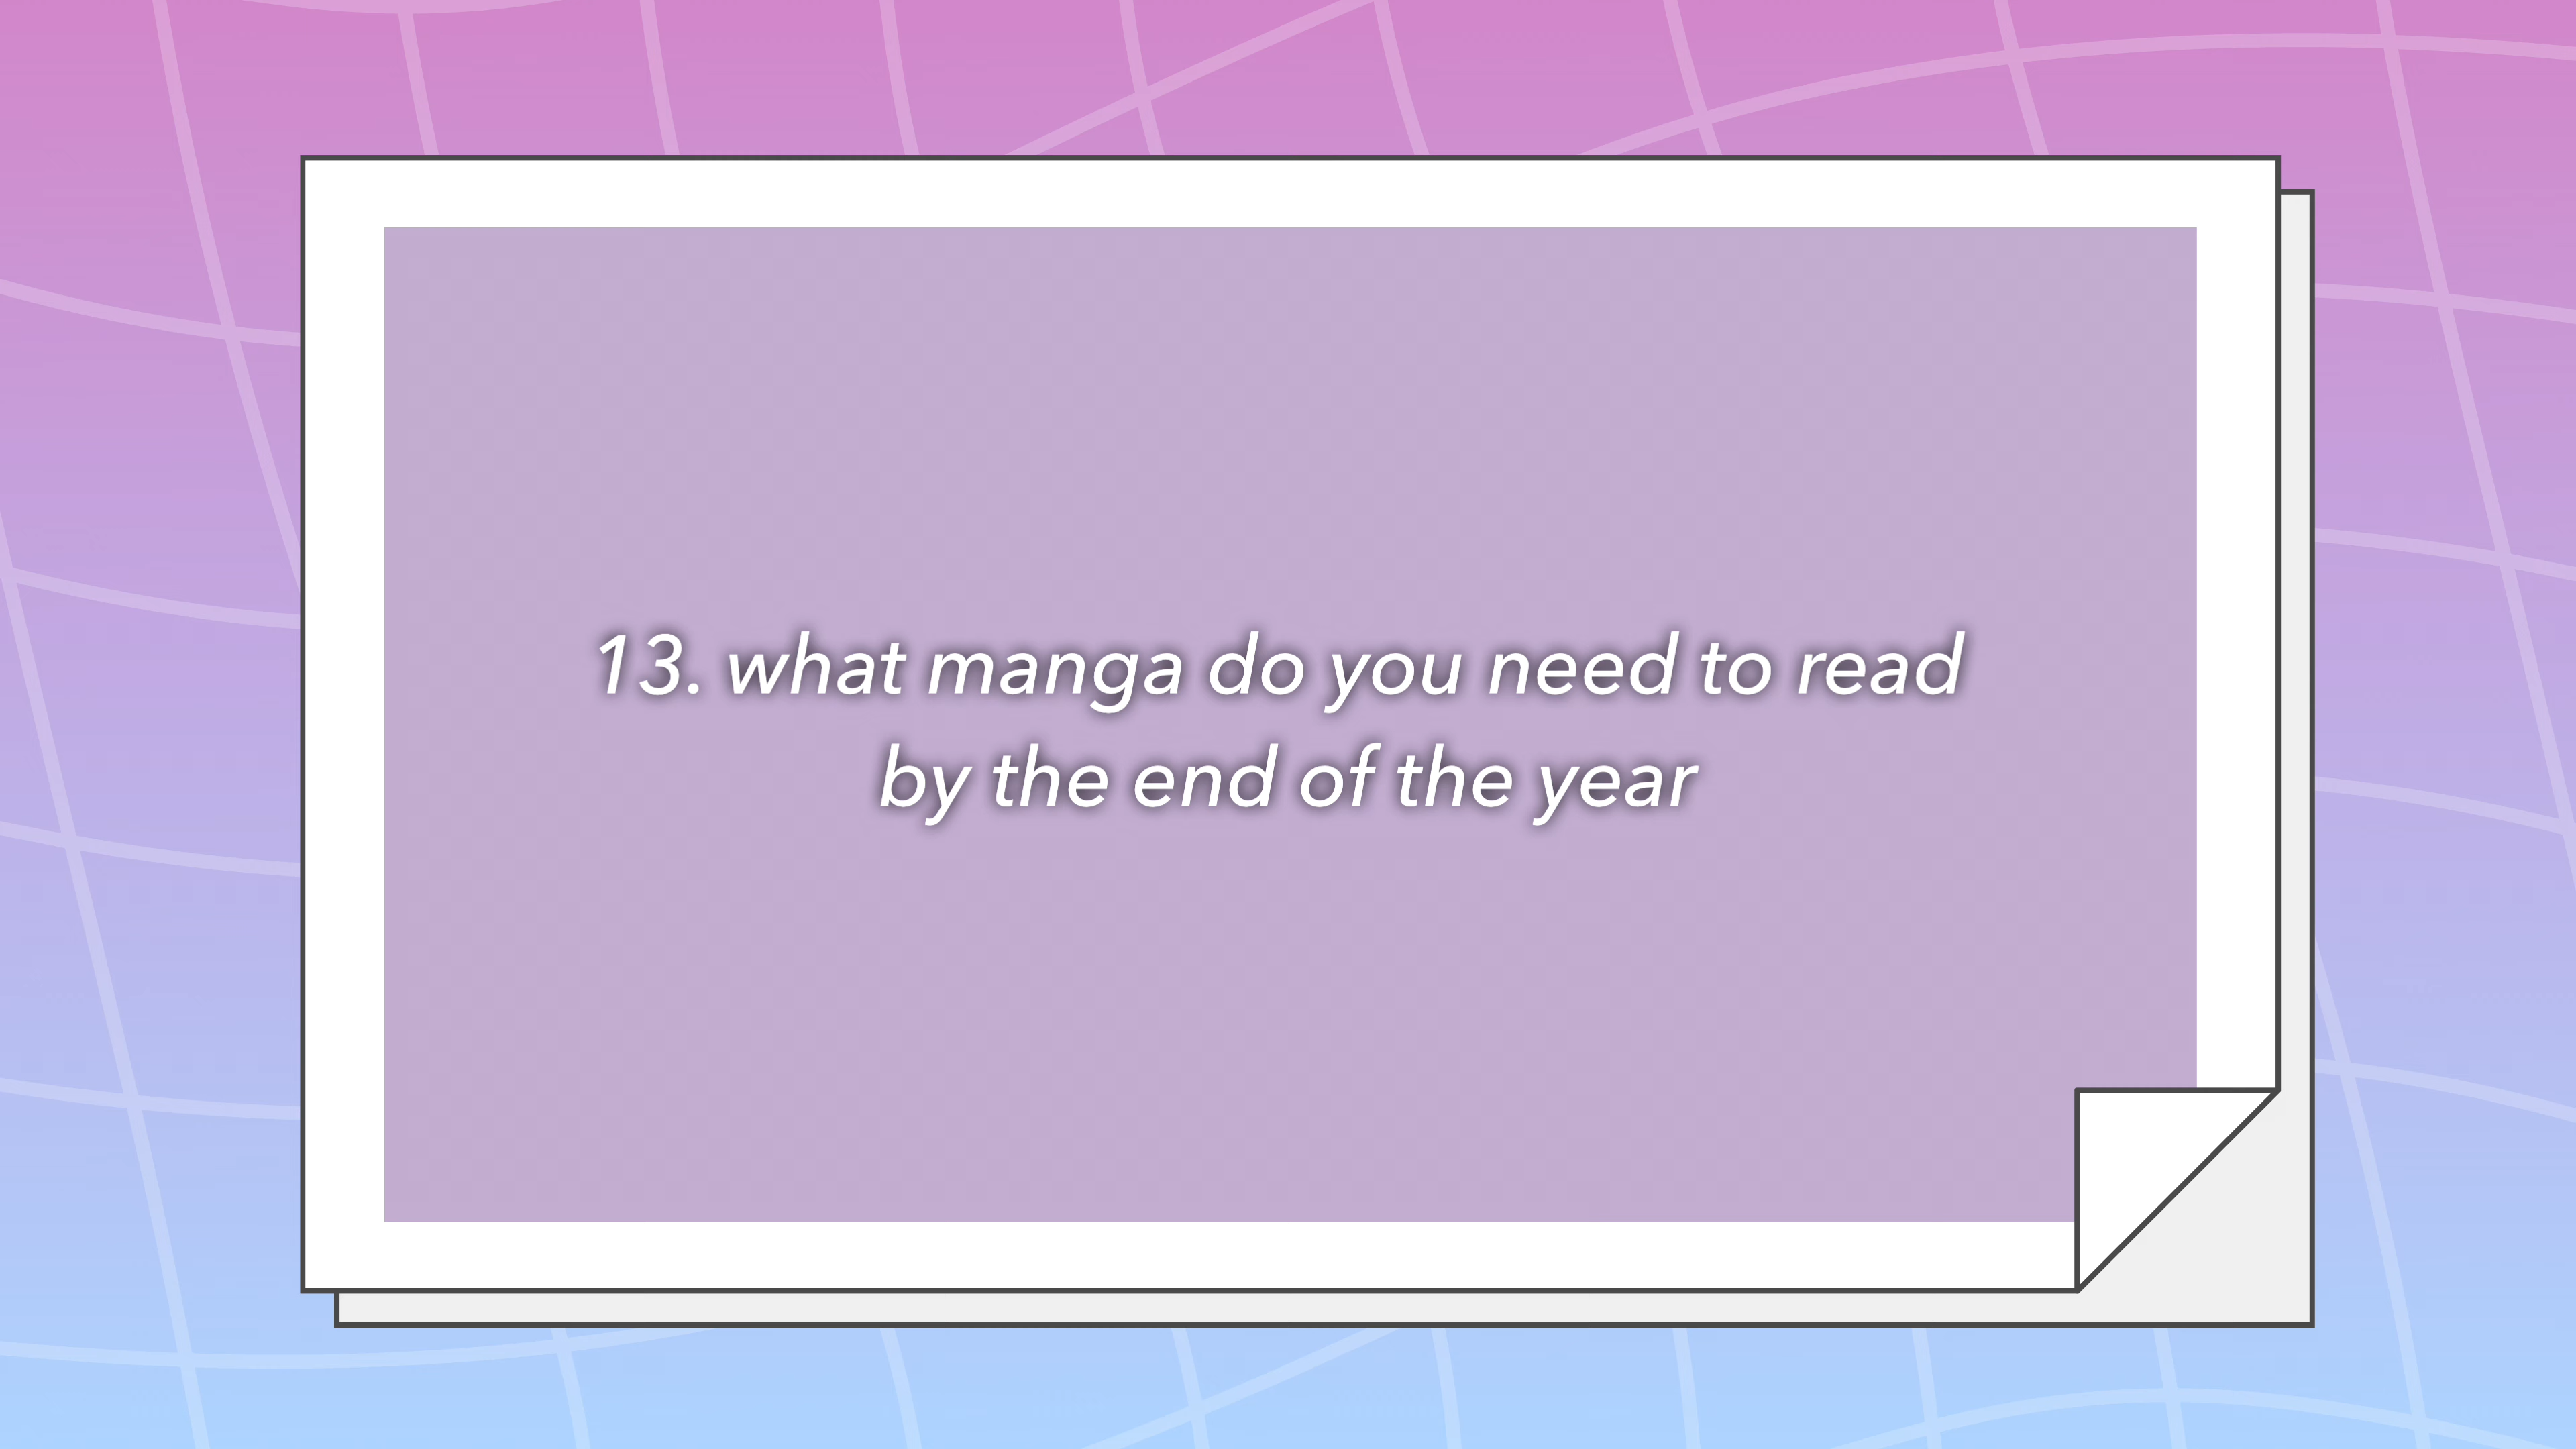 13. what manga do you need to read
by the end of the year